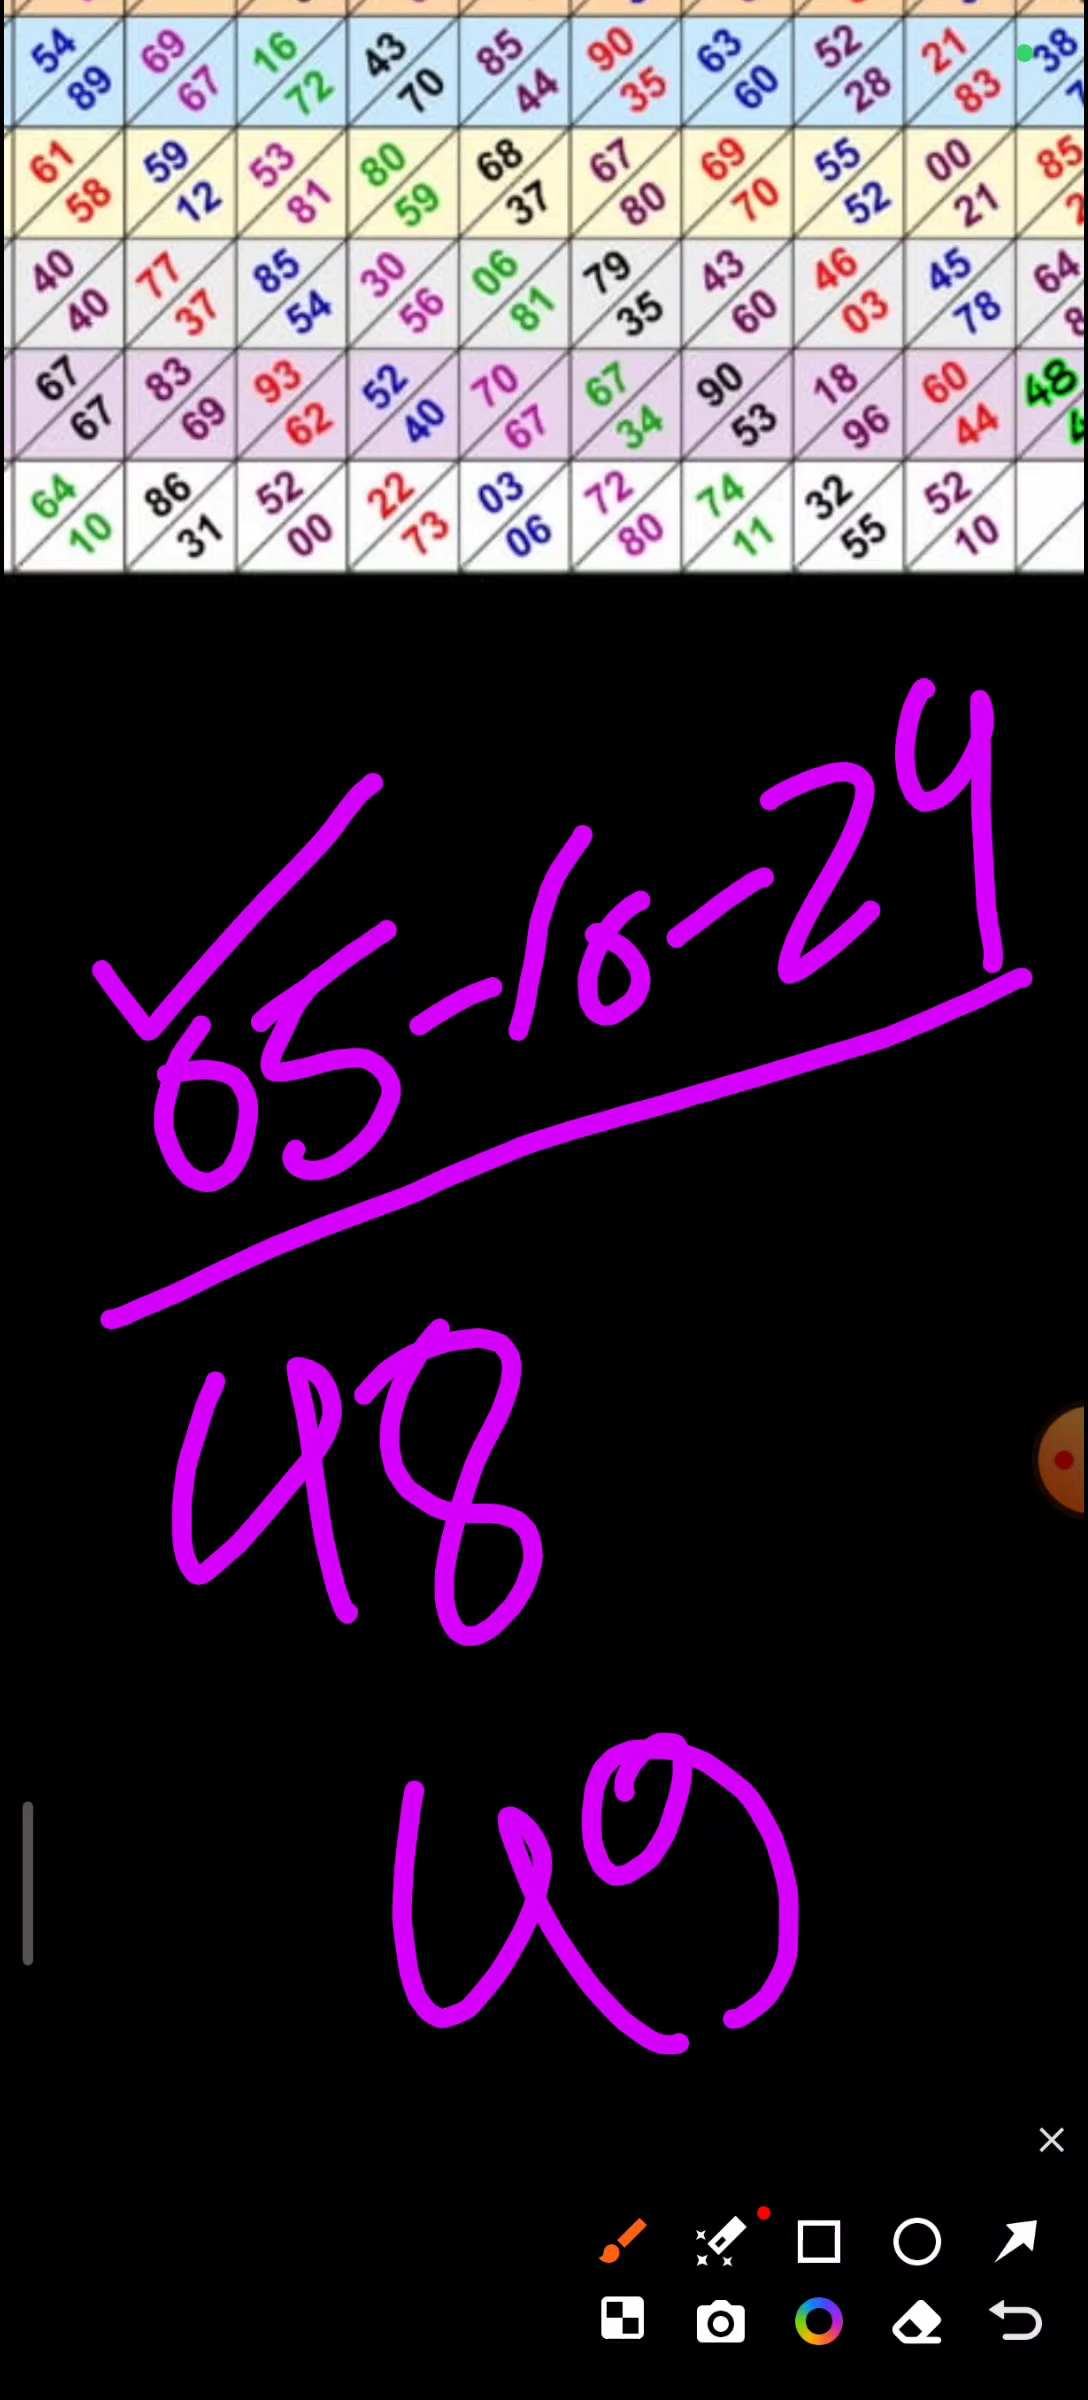 54 69 16 43 85 90 63 52 21 38
89 67 72 70 44 35 60 28 83
61 59 53 80 68 67 69 55 00 85
58 12 81 59 37 80 70 52 21
40 77 85 30 06 79 43 46 45 64
40 37 54 56 81 35 60 03 78
67 83 93 52 70 67 90 18 60 48
67 69 62 40 67 34 53 96 44
64 86 52 22 03 72 74 32 52
10 31 00 73 06 80 11 55 10
65-16-24
48
49